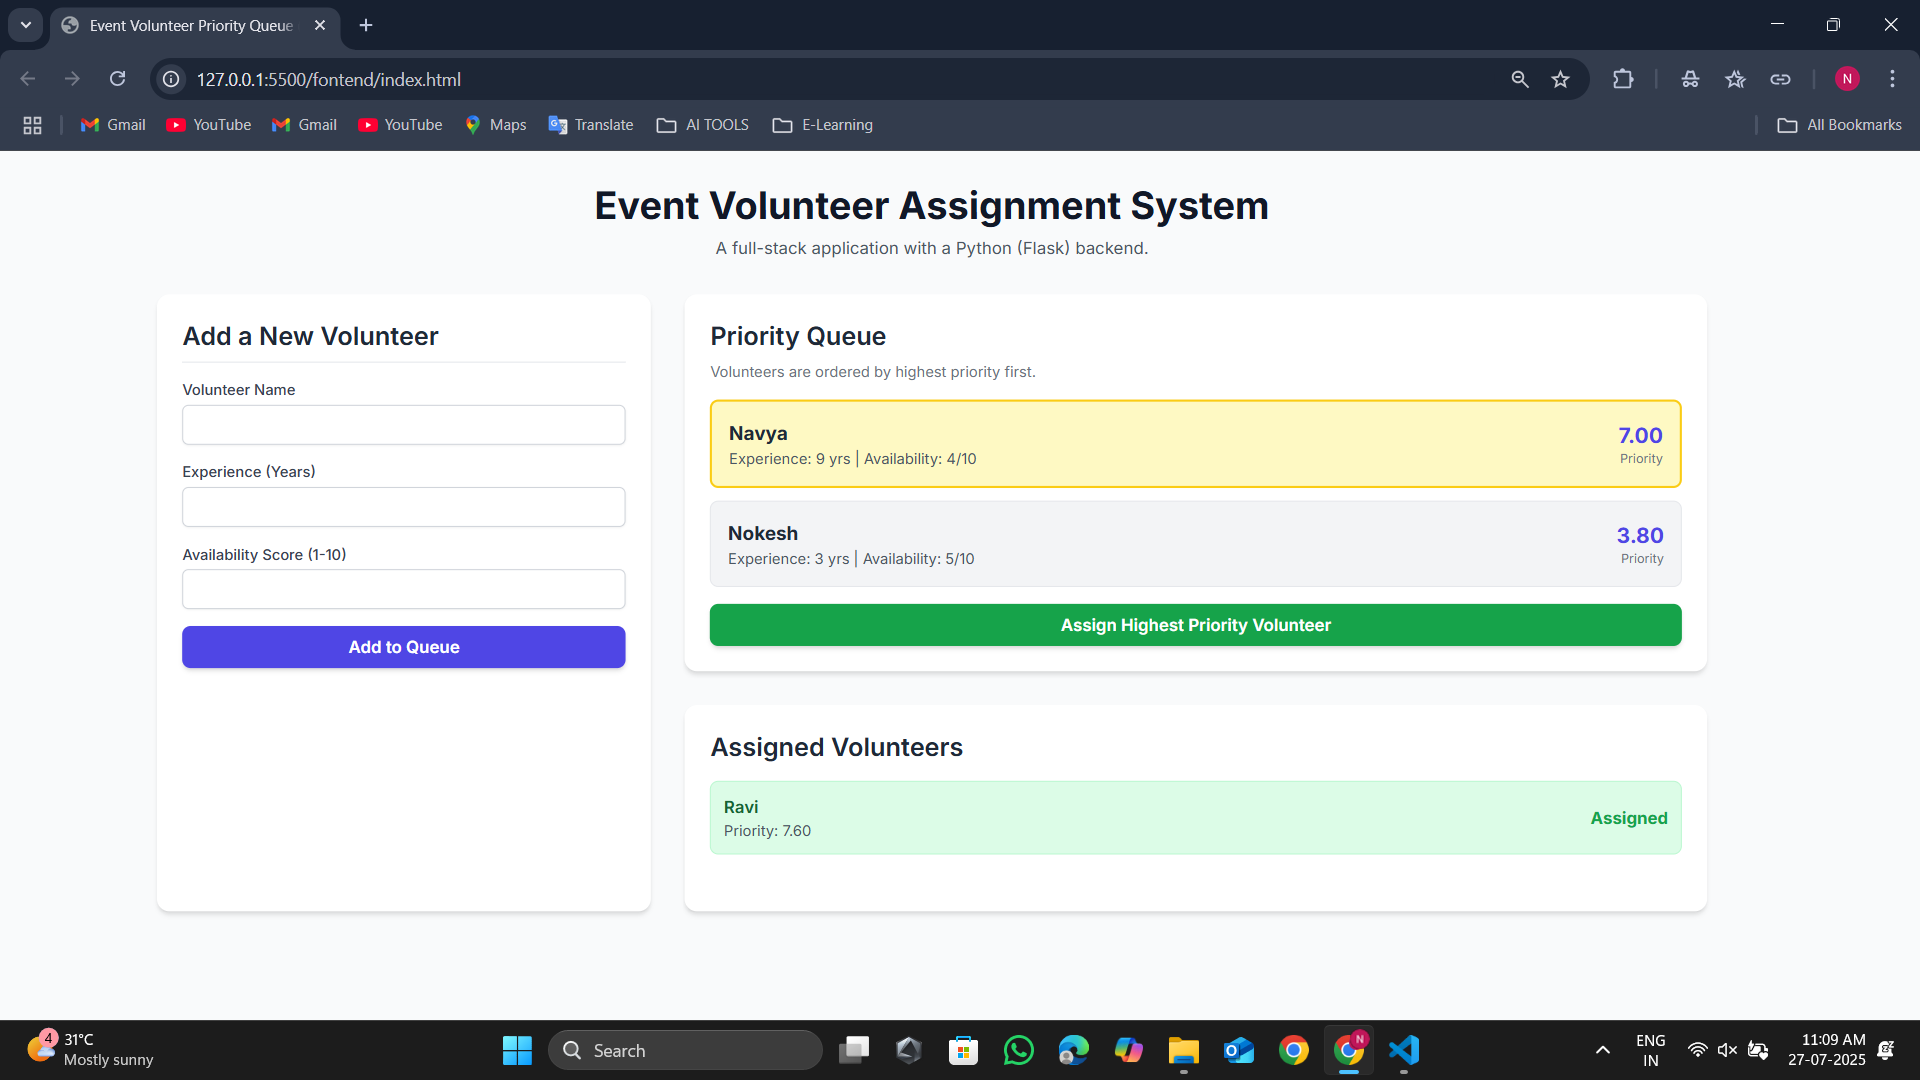 Event Volunteer Priority Queue
127.0.0.1:5500/fontend/index.html
N
Gmail
YouTube
Gmail
YouTube
Maps
Translate
AI TOOLS
E-Learning
All Bookmarks
Event Volunteer Assignment System
A full-stack application with a Python (Flask) backend.
Add a New Volunteer
Volunteer Name
Experience (Years)
Availability Score (1-10)
Add to Queue
Priority Queue
Volunteers are ordered by highest priority first.
Navya
Experience: 9 yrs | Availability: 4/10
7.00
Priority
Nokesh
Experience: 3 yrs | Availability: 5/10
3.80
Priority
Assign Highest Priority Volunteer
Assigned Volunteers
Ravi
Priority: 7.60
Assigned
4
31°C
Mostly sunny
Search
N
ENG
IN
11:09 AM
27-07-2025